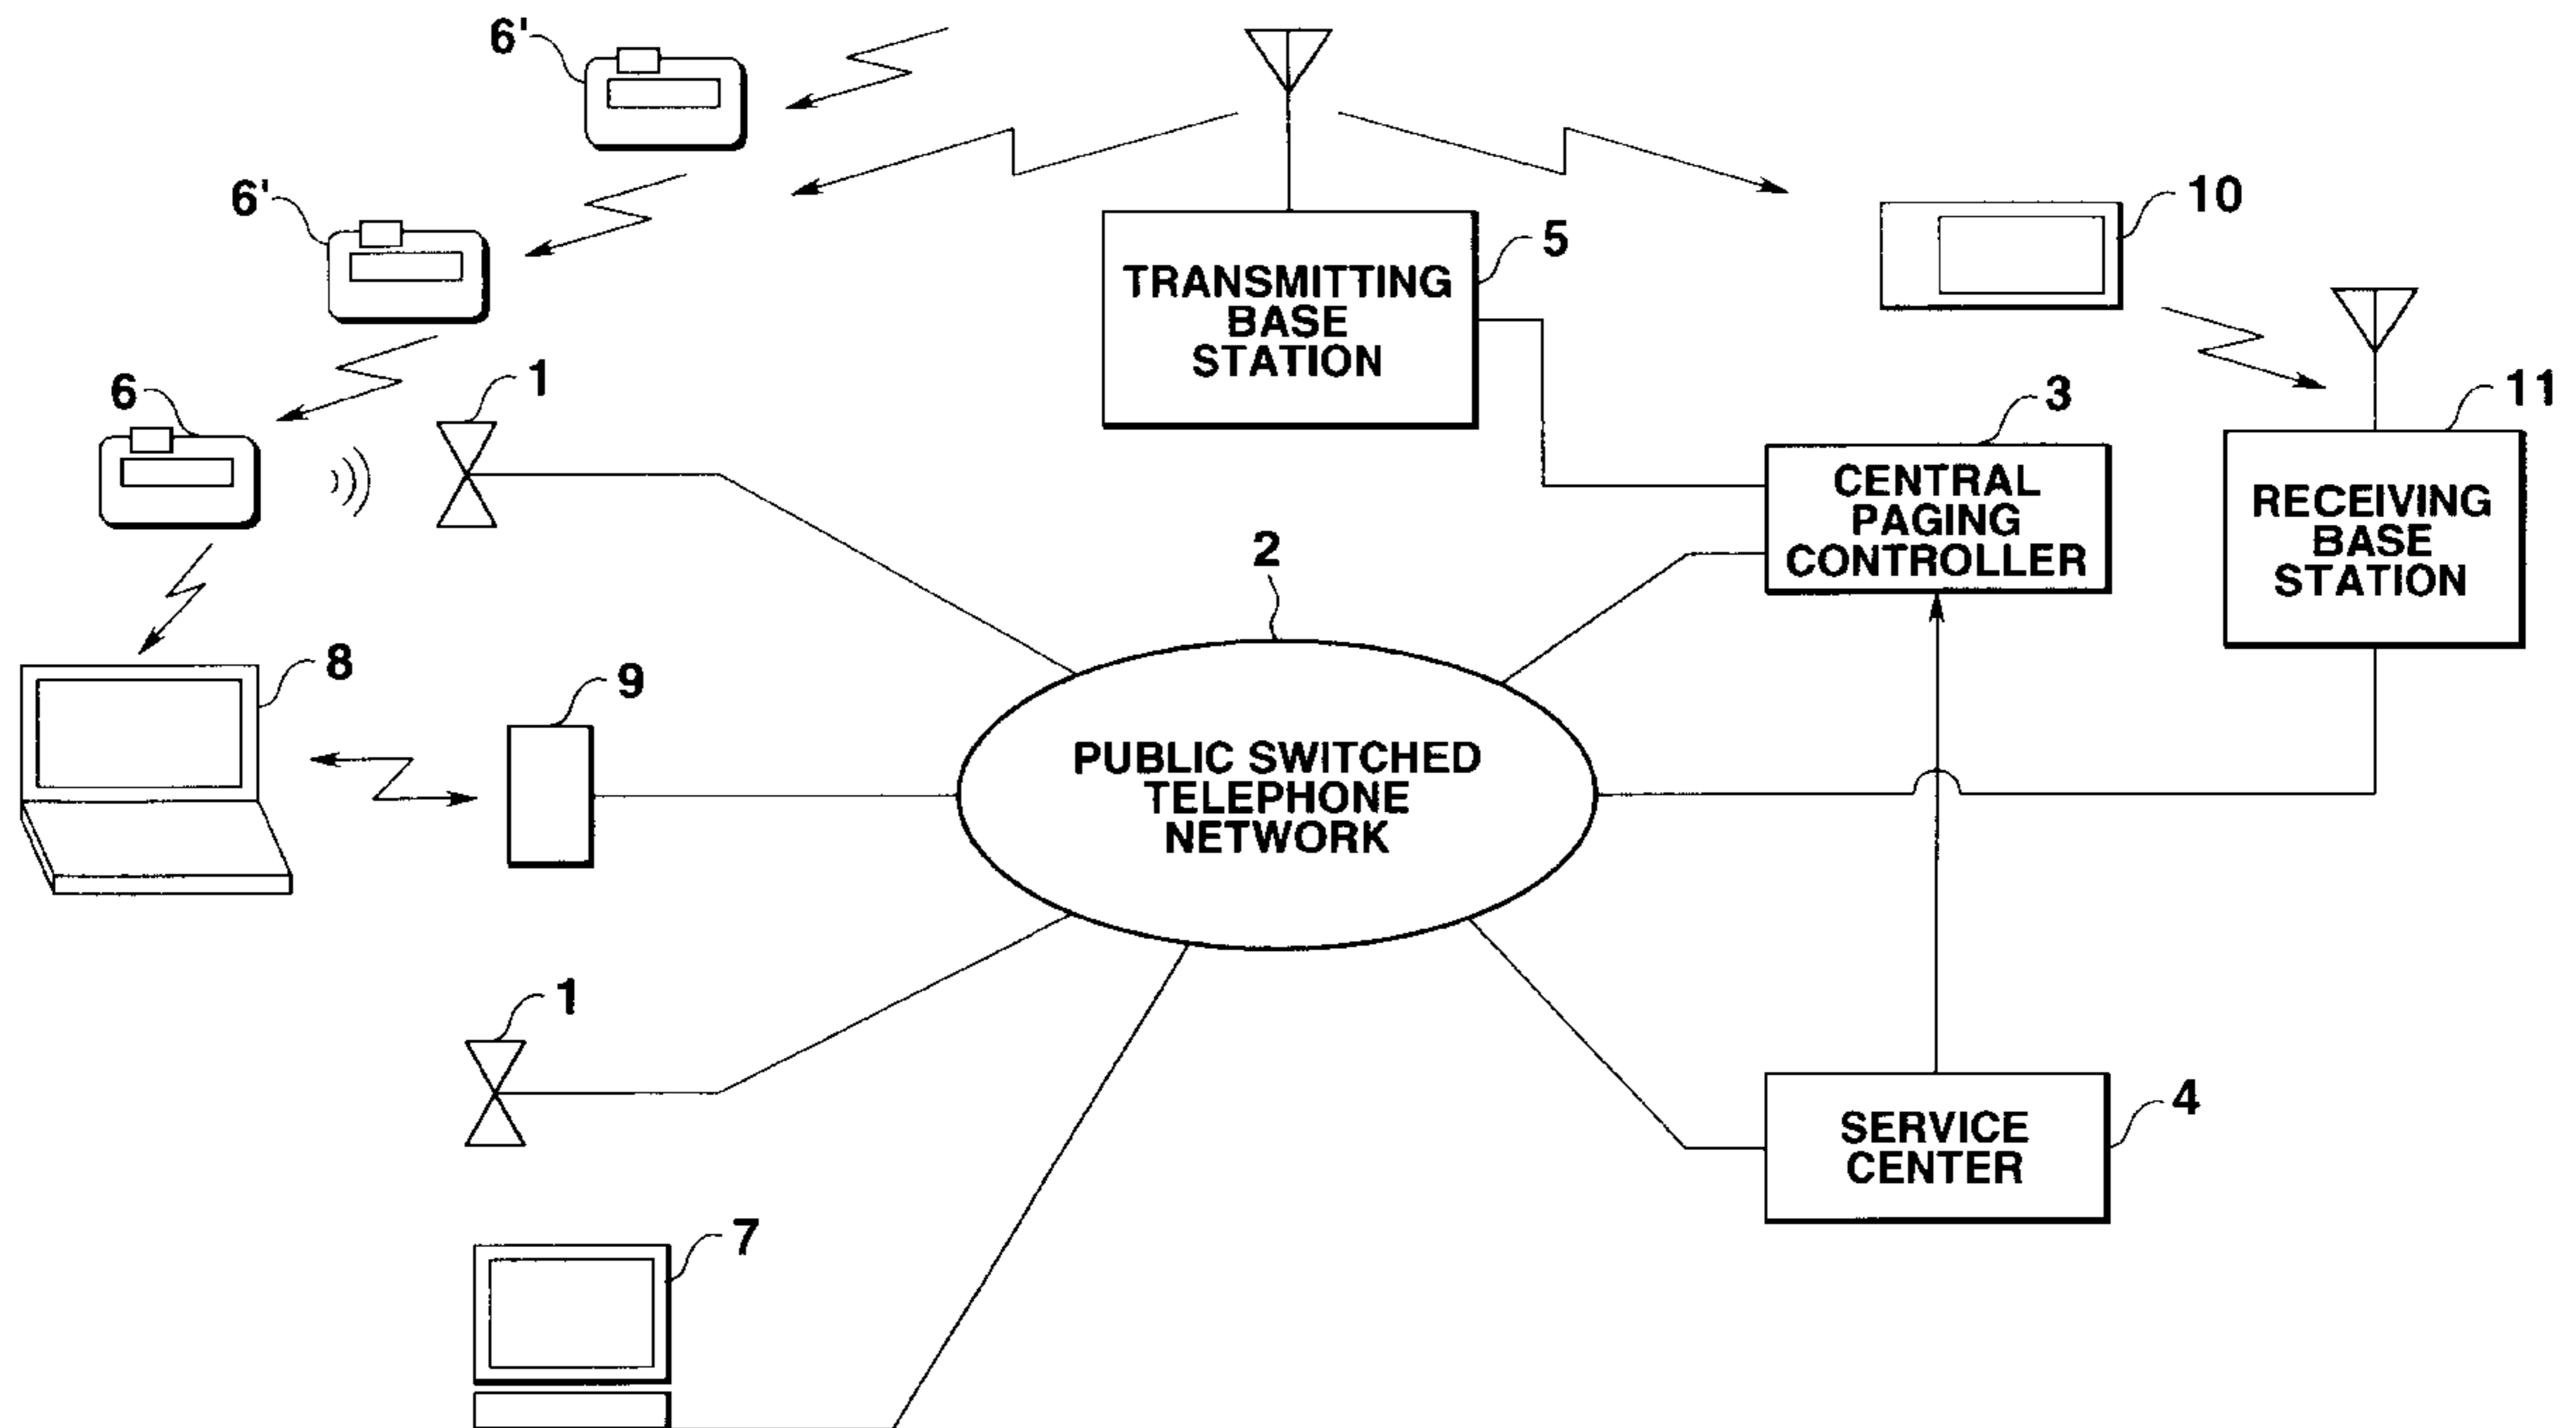 6'
6'
10
5
TRANSMITTING
BASE
STATION
6
1
3
11
CENTRAL
PAGING
CONTROLLER
RECEIVING
BASE
STATION
2
8
9
PUBLIC SWITCHED
TELEPHONE
NETWORK
1
4
SERVICE
CENTER
7